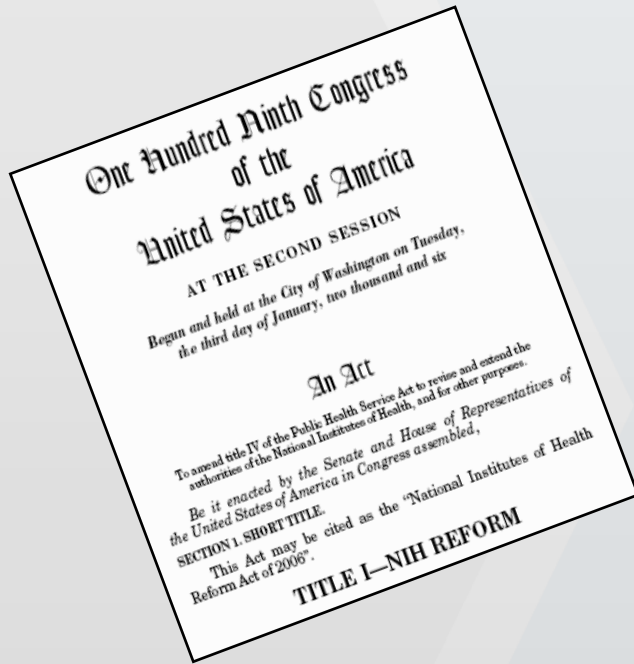 One Hundred Ninth Congress
of the
United States of America
AT THE SECOND SESSION
Begun and held at the City of Washington on Tuesday,
the third day of January, two thousand and six
An Act
To amend title IV of the Public Health Service Act to revise and extend the
authorities of the National Institutes of Health, and for other purposes.
Be it enacted by the Senate and House of Representatives of
the United States of America in Congress assembled,
SECTION 1. SHORT TITLE.
This Act may be cited as the “National Institutes of Health
Reform Act of 2006”.
TITLE I—NIH REFORM